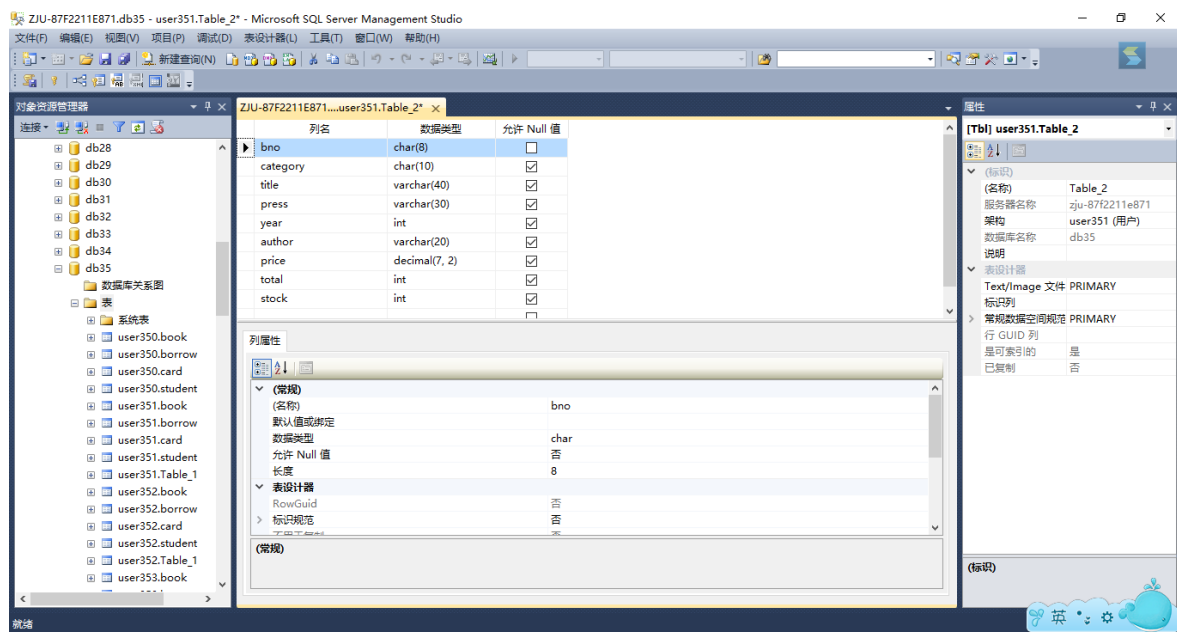 ZJU-87F2211E871.db35 - user351.Table_2* - Microsoft SQL Server Management Studio
文件(F) 编辑(E) 视图(V) 项目(P) 调试(D) 表设计器(L) 工具(T) 窗口(W) 帮助(H)
新建查询(N)
对象资源管理器
连接
db28
db29
db30
db31
db32
db33
db34
db35
数据库关系图
表
系统表
user350.book
user350.borrow
user350.card
user350.student
user351.book
user351.borrow
user351.card
user351.student
user351.Table_1
user352.book
user352.borrow
user352.card
user352.student
user352.Table_1
user353.book
ZJU-87F2211E871....user351.Table_2*
列名 数据类型 允许 Null 值
bno char(8)
category char(10)
title varchar(40)
press varchar(30)
year int
author varchar(20)
price decimal(7, 2)
total int
stock int
列属性
(常规)
(名称) bno
默认值或绑定
数据类型 char
允许 Null 值 否
长度 8
表设计器
RowGuid 否
标识规范 否
(常规)
属性
[Tbl] user351.Table_2
(标识)
(名称) Table_2
服务器名称 zju-87f2211e871
架构 user351 (用户)
数据库名称 db35
说明
表设计器
Text/Image 文件 PRIMARY
标识列
常规数据空间规范 PRIMARY
行 GUID 列
是可索引的 是
已复制 否
(标识)
英
就绪